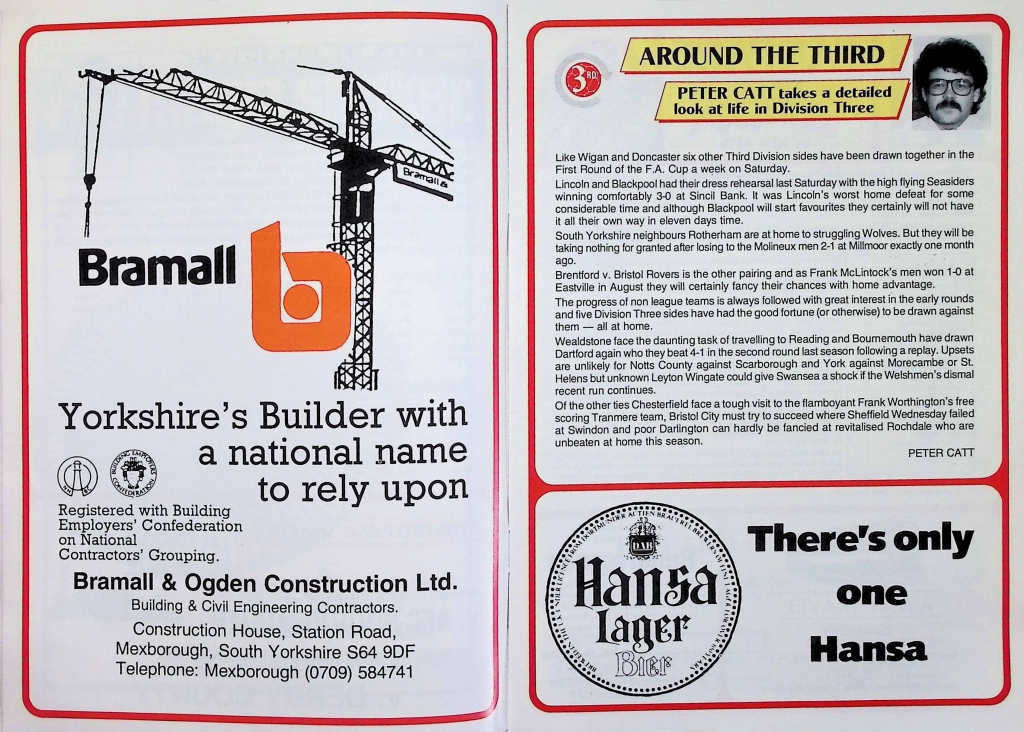 Bramall &
Bramall
Yorkshire's Builder with
a national name
to rely upon
BUILDING EMPLOYERS
CONFEDERATION
Registered with Building
Employers' Confederation
on National
Contractors' Grouping.
Bramall & Ogden Construction Ltd.
Building & Civil Engineering Contractors.
Construction House, Station Road,
Mexborough, South Yorkshire S64 9DF
Telephone: Mexborough (0709) 584741
3RD
AROUND THE THIRD
PETER CATT takes a detailed
look at life in Division Three
Like Wigan and Doncaster six other Third Division sides have been drawn together in the
First Round of the F.A. Cup a week on Saturday.
Lincoln and Blackpool had their dress rehearsal last Saturday with the high flying Seasiders
winning comfortably 3-0 at Sincil Bank. It was Lincoln's worst home defeat for some
considerable time and although Blackpool will start favourites they certainly will not have
it all their own way in eleven days time.
South Yorkshire neighbours Rotherham are at home to struggling Wolves. But they will be
taking nothing for granted after losing to the Molineux men 2-1 at Millmoor exactly one month
ago.
Brentford v. Bristol Rovers is the other pairing and as Frank McLintock's men won 1-0 at
Eastville in August they will certainly fancy their chances with home advantage.
The progress of non league teams is always followed with great interest in the early rounds
and five Division Three sides have had the good fortune (or otherwise) to be drawn against
them — all at home.
Wealdstone face the daunting task of travelling to Reading and Bournemouth have drawn
Dartford again who they beat 4-1 in the second round last season following a replay. Upsets
are unlikely for Notts County against Scarborough and York against Morecambe or St.
Helens but unknown Leyton Wingate could give Swansea a shock if the Welshmen's dismal
recent run continues.
Of the other ties Chesterfield face a tough visit to the flamboyant Frank Worthington's free
scoring Tranmere team, Bristol City must try to succeed where Sheffield Wednesday failed
at Swindon and poor Darlington can hardly be fancied at revitalised Rochdale who are
unbeaten at home this season.
PETER CATT
DAB
Hansa
lager
Bier
There's only
one
Hansa